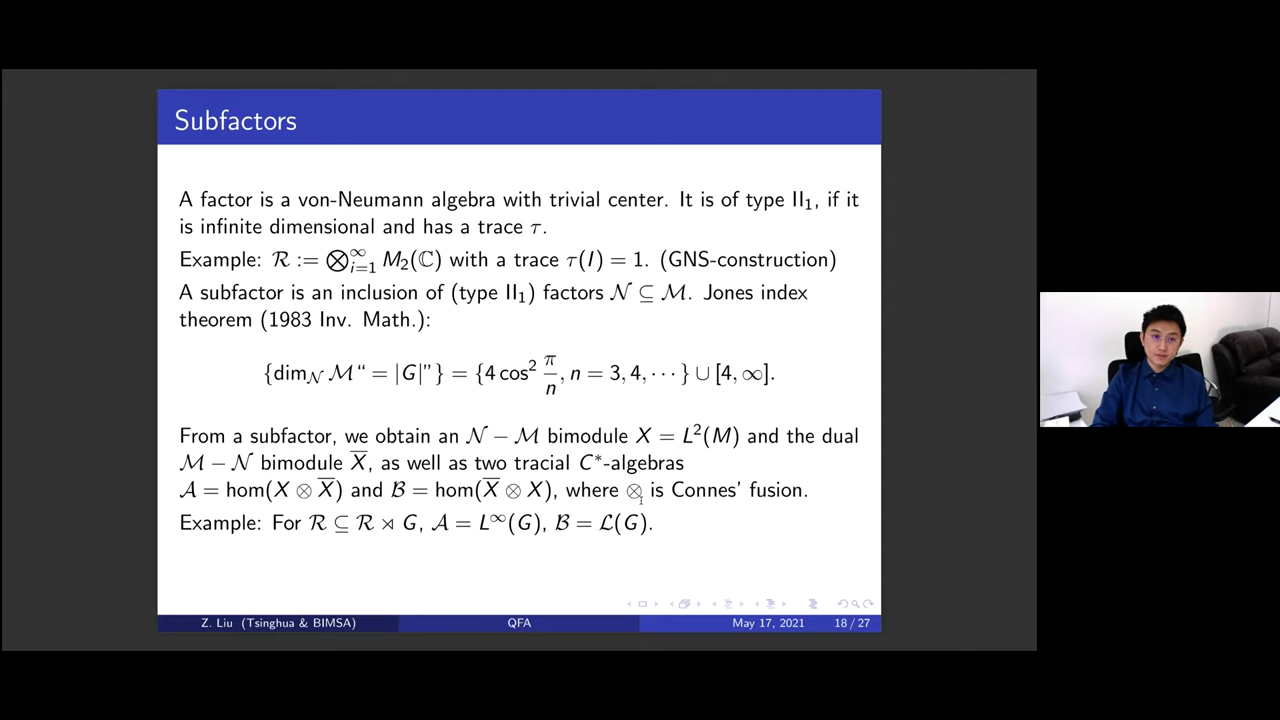 Subfactors
A factor is a von-Neumann algebra with trivial center. It is of type II₁, if it
is infinite dimensional and has a trace τ.
Example: ℛ := ⨂_{i=1}^{∞} M₂(ℂ) with a trace τ(I) = 1. (GNS-construction)
A subfactor is an inclusion of (type II₁) factors 𝒩 ⊆ ℳ. Jones index
theorem (1983 Inv. Math.):
{dim_𝒩 ℳ “ = |G|”} = {4 cos² π/n, n = 3, 4, ⋯} ∪ [4, ∞].
From a subfactor, we obtain an 𝒩 − ℳ bimodule X = L²(M) and the dual
ℳ − 𝒩 bimodule X̅, as well as two tracial C*-algebras
𝒜 = hom(X ⊗ X̅) and ℬ = hom(X̅ ⊗ X), where ⊗ is Connes' fusion.
Example: For ℛ ⊆ ℛ ⋊ G, 𝒜 = L^∞(G), ℬ = ℒ(G).
Z. Liu (Tsinghua & BIMSA) QFA May 17, 2021 18 / 27